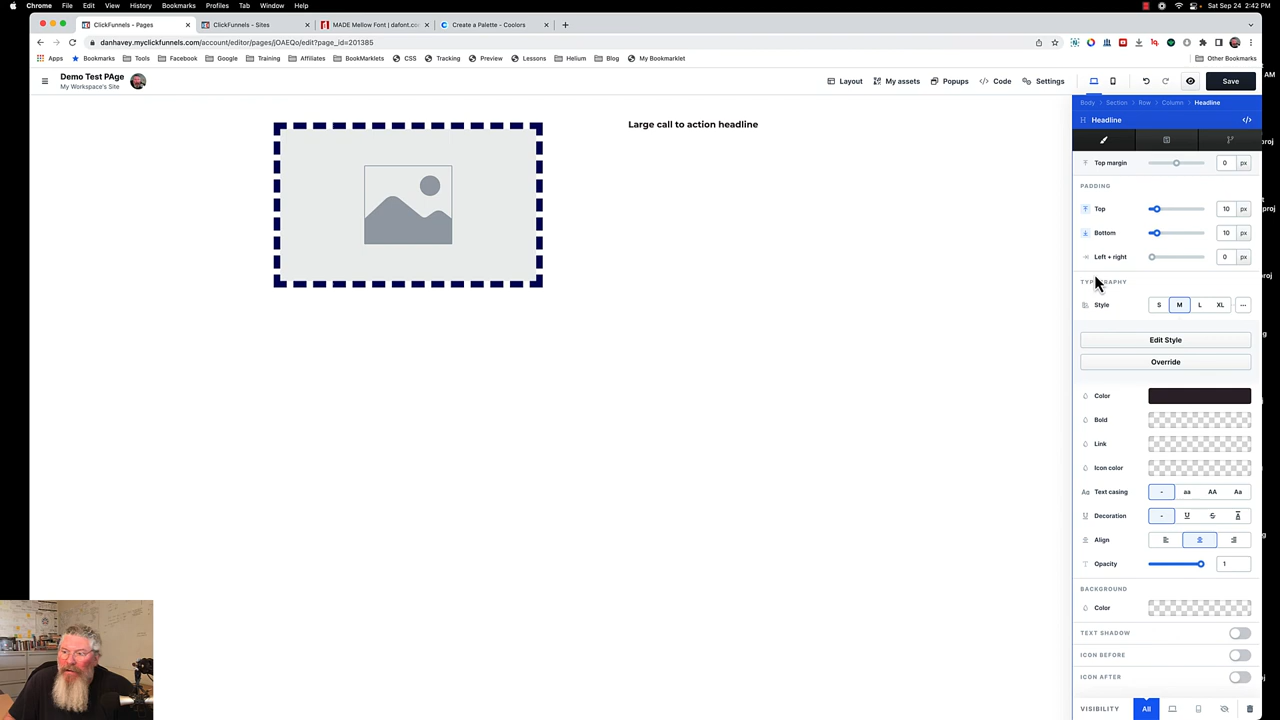 Chrome File Edit View History Bookmarks Profiles Tab Window Help Sat Sep 24 2:42 PM
ClickFunnels - Pages ClickFunnels - Sites MADE Mellow Font | dafont.co Create a Palette - Coolors
danhavey.myclickfunnels.com/account/editor/pages/jOAEQo/edit?page_id=201385
Apps Bookmarks Tools Facebook Google Training Affiliates BookMarklets CSS Tracking Preview Lessons Helium Blog My Bookmarklet Other Bookmarks
AM
Demo Test PAge
My Workspace's Site
Layout My assets Popups Code Settings Save
Body > Section > Row > Column > Headline
H Headline
Large call to action headline
Top margin 0 px
PADDING
Top 10 px
Bottom 10 px
Left + right 0 px
TYPOGRAPHY
Style S M L XL ...
Edit Style
Override
Color
Bold
Link
Icon color
Ag Text casing - aa AA Aa
Decoration - U S A
Align
Opacity 1
BACKGROUND
Color
TEXT SHADOW
ICON BEFORE
ICON AFTER
VISIBILITY All